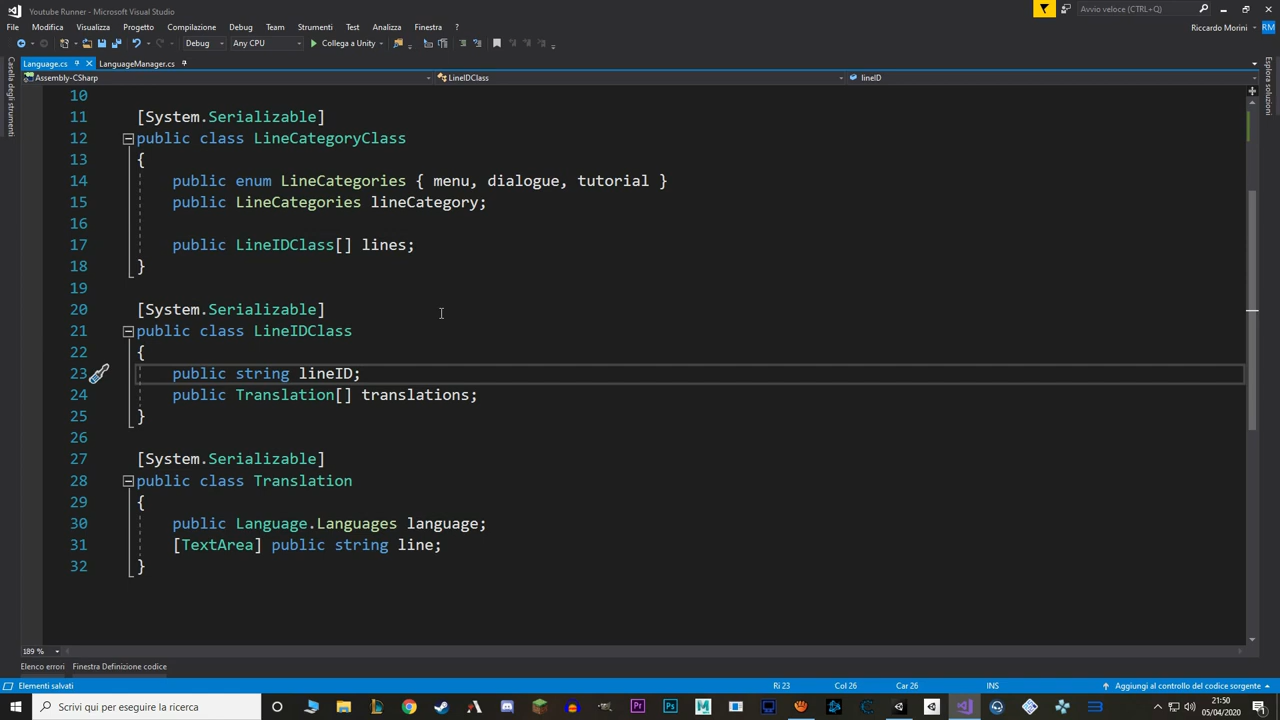 Youtube Runner - Microsoft Visual Studio
Avvio veloce (CTRL+Q)
File Modifica Visualizza Progetto Compilazione Debug Team Strumenti Test Analizza Finestra ?
Riccardo Morini RM
Debug Any CPU Collega a Unity
Language.cs LanguageManager.cs
Assembly-CSharp LineIDClass lineID
Casella degli strumenti
Esplora soluzioni
10
11 [System.Serializable]
12 public class LineCategoryClass
13 {
14 public enum LineCategories { menu, dialogue, tutorial }
15 public LineCategories lineCategory;
16
17 public LineIDClass[] lines;
18 }
19
20 [System.Serializable]
21 public class LineIDClass
22 {
23 public string lineID;
24 public Translation[] translations;
25 }
26
27 [System.Serializable]
28 public class Translation
29 {
30 public Language.Languages language;
31 [TextArea] public string line;
32 }
189 %
Elenco errori Finestra Definizione codice
Elementi salvati Ri 23 Col 26 Car 26 INS Aggiungi al controllo del codice sorgente
Scrivi qui per eseguire la ricerca
21:50
05/04/2020